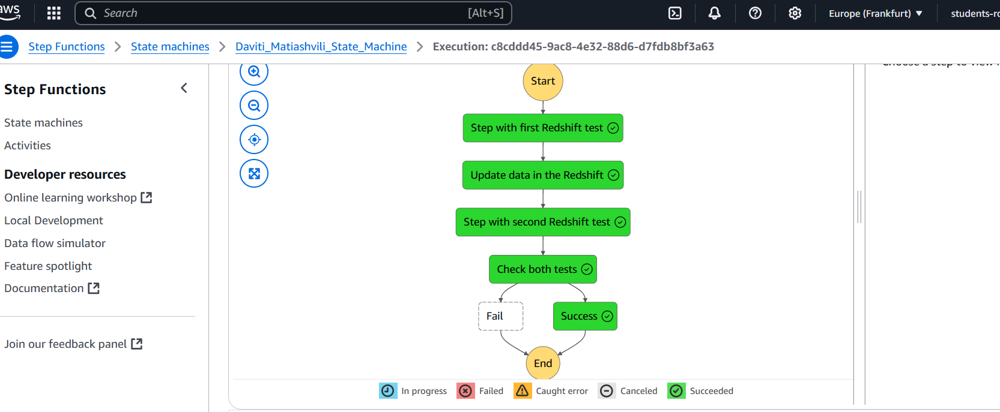 aws
Search
[Alt+S]
Europe (Frankfurt)
Step Functions
State machines
Daviti_Matiashvili_State_Machine
Execution: c8cddd45-9ac8-4e32-88d6-d7fdb8bf3a63
Step Functions
State machines
Activities
Developer resources
Online learning workshop
Local Development
Data flow simulator
Feature spotlight
Documentation
Join our feedback panel
Start
Step with first Redshift test
Update data in the Redshift
Step with second Redshift test
Check both tests
Fail
Success
End
In progress
Failed
Caught error
Canceled
Succeeded